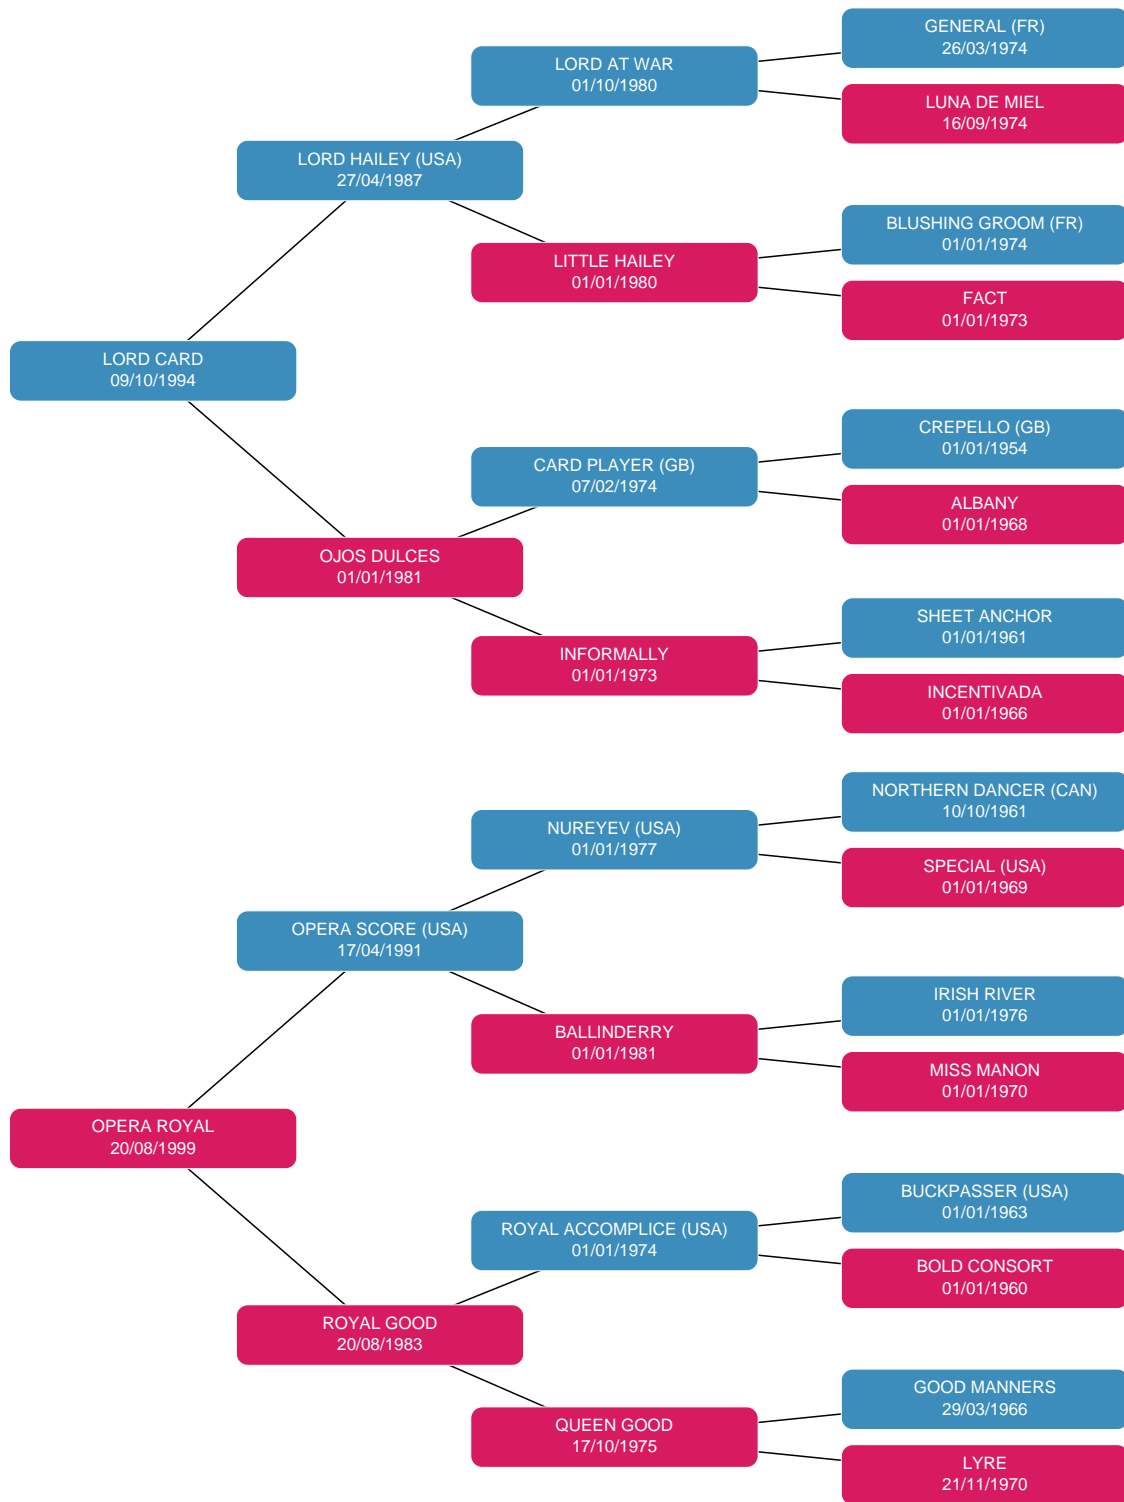 GENERAL (FR)
26/03/1974
LORD AT WAR
01/10/1980
LUNA DE MIEL
16/09/1974
LORD HAILEY (USA)
27/04/1987
BLUSHING GROOM (FR)
01/01/1974
LITTLE HAILEY
01/01/1980
FACT
01/01/1973
LORD CARD
09/10/1994
CREPELLO (GB)
01/01/1954
CARD PLAYER (GB)
07/02/1974
ALBANY
01/01/1968
OJOS DULCES
01/01/1981
SHEET ANCHOR
01/01/1961
INFORMALLY
01/01/1973
INCENTIVADA
01/01/1966
NORTHERN DANCER (CAN)
10/10/1961
NUREYEV (USA)
01/01/1977
SPECIAL (USA)
01/01/1969
OPERA SCORE (USA)
17/04/1991
IRISH RIVER
01/01/1976
BALLINDERRY
01/01/1981
MISS MANON
01/01/1970
OPERA ROYAL
20/08/1999
BUCKPASSER (USA)
01/01/1963
ROYAL ACCOMPLICE (USA)
01/01/1974
BOLD CONSORT
01/01/1960
ROYAL GOOD
20/08/1983
GOOD MANNERS
29/03/1966
QUEEN GOOD
17/10/1975
LYRE
21/11/1970